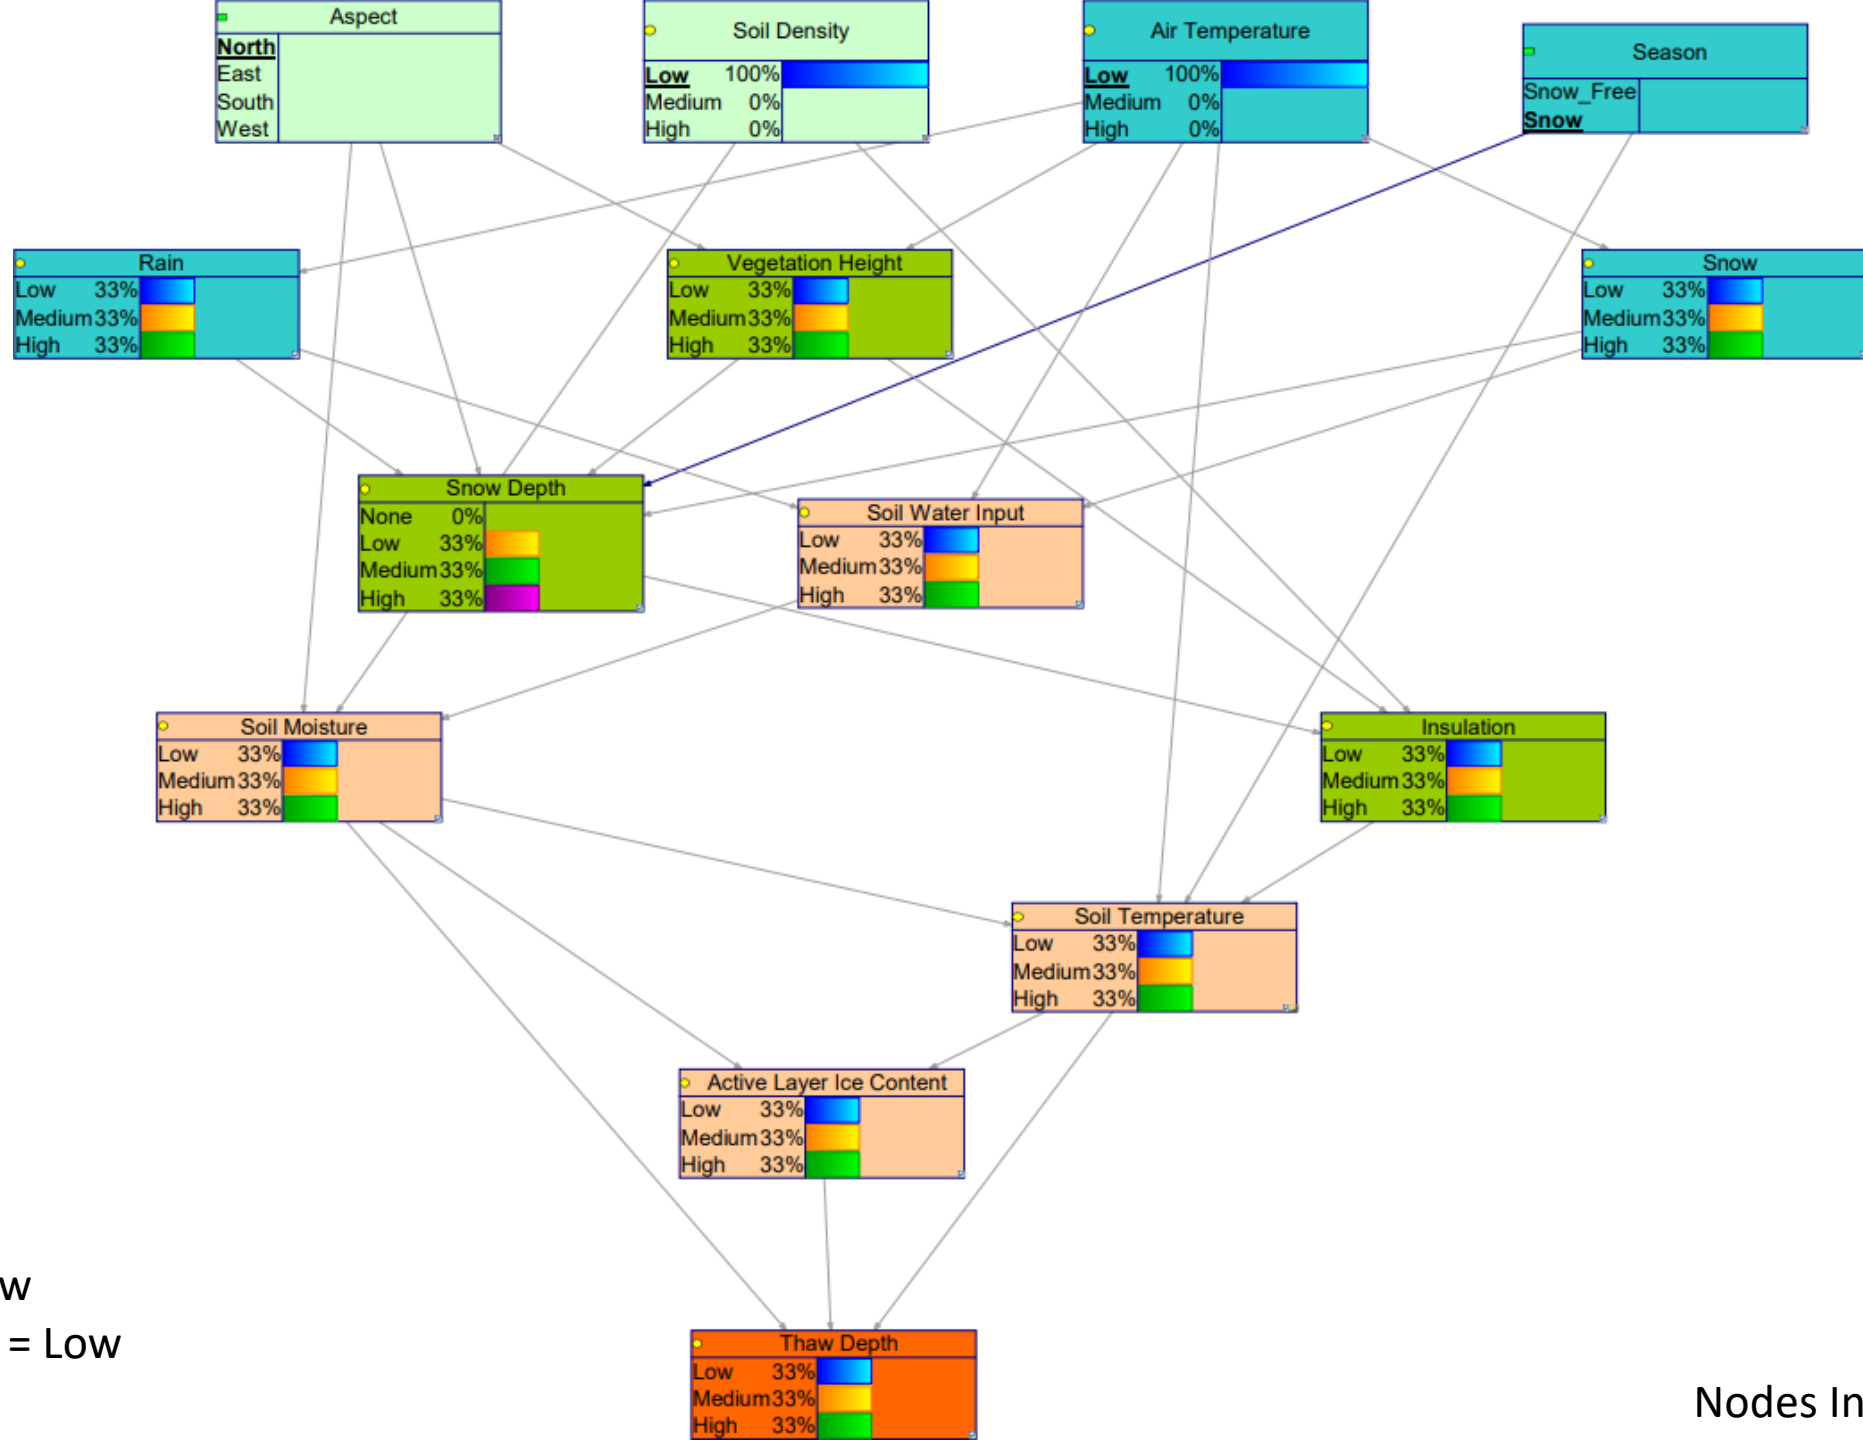 Aspect
North
East
South
West
Soil Density
Low 100%
Medium 0%
High 0%
Air Temperature
Low 100%
Medium 0%
High 0%
Season
Snow_Free
Snow
Rain
Low 33%
Medium 33%
High 33%
Vegetation Height
Low 33%
Medium 33%
High 33%
Snow
Low 33%
Medium 33%
High 33%
Snow Depth
None 0%
Low 33%
Medium 33%
High 33%
Soil Water Input
Low 33%
Medium 33%
High 33%
Soil Moisture
Low 33%
Medium 33%
High 33%
Insulation
Low 33%
Medium 33%
High 33%
Soil Temperature
Low 33%
Medium 33%
High 33%
Active Layer Ice Content
Low 33%
Medium 33%
High 33%
w
= Low
Thaw Depth
Low 33%
Medium 33%
High 33%
Nodes In